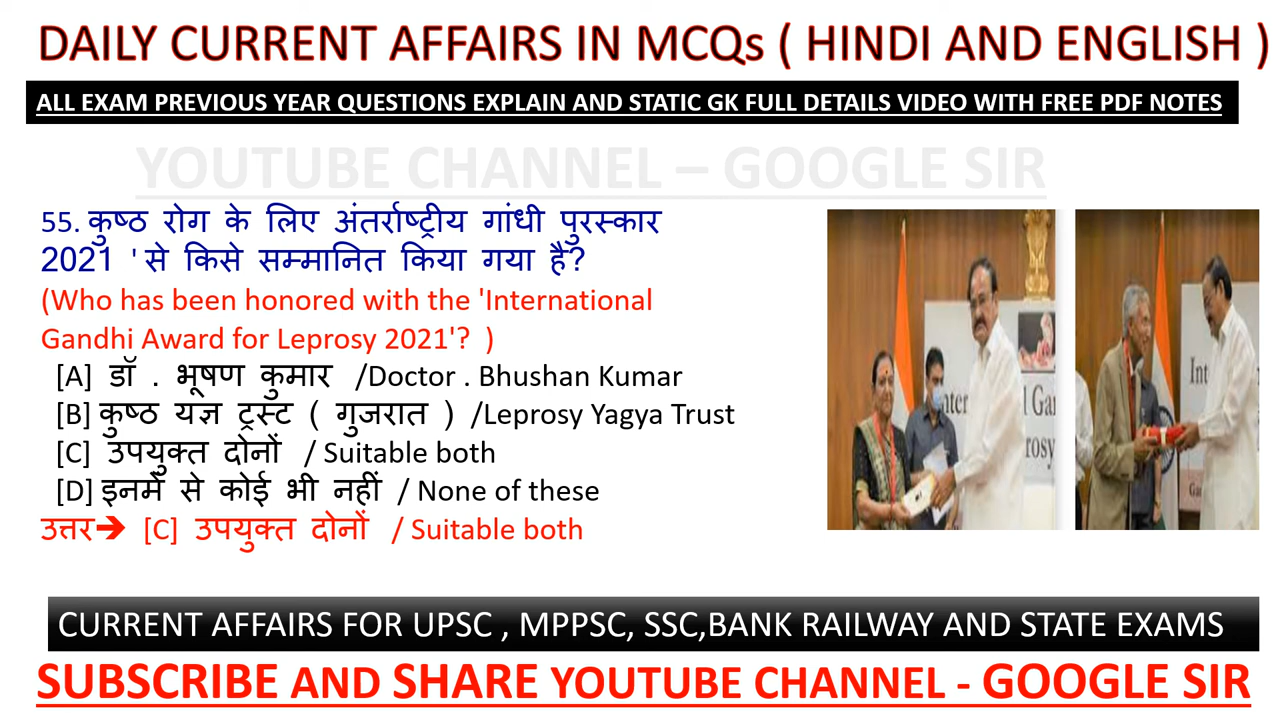 DAILY CURRENT AFFAIRS IN MCQs ( HINDI AND ENGLISH )
ALL EXAM PREVIOUS YEAR QUESTIONS EXPLAIN AND STATIC GK FULL DETAILS VIDEO WITH FREE PDF NOTES
YOUTUBE CHANNEL – GOOGLE SIR
55. कुष्ठ रोग के लिए अंतर्राष्ट्रीय गांधी पुरस्कार
2021 ' से किसे सम्मानित किया गया है?
(Who has been honored with the 'International
Gandhi Award for Leprosy 2021'? )
[A] डॉ . भूषण कुमार /Doctor . Bhushan Kumar
[B] कुष्ठ यज्ञ ट्रस्ट ( गुजरात ) /Leprosy Yagya Trust
[C] उपयुक्त दोनों / Suitable both
[D] इनमें से कोई भी नहीं / None of these
उत्तर➔ [C] उपयुक्त दोनों / Suitable both
CURRENT AFFAIRS FOR UPSC , MPPSC, SSC,BANK RAILWAY AND STATE EXAMS
SUBSCRIBE AND SHARE YOUTUBE CHANNEL - GOOGLE SIR